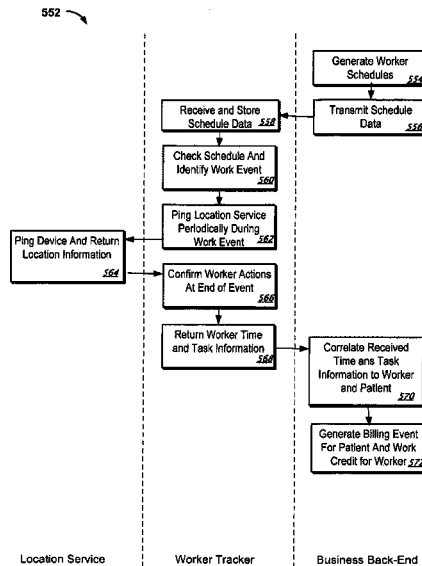 552
Generate Worker
Schedules 554
Transmit Schedule
Data 556
Receive and Store
Schedule Data 558
Check Schedule And
Identify Work Event
560
Ping Location Service
Periodically During
Work Event 562
Ping Device And Return
Location Information
564
Confirm Worker Actions
At End of Event
566
Return Worker Time
and Task Information
568
Correlate Received
Time ans Task
Information to Worker
and Patient 570
Generate Billing Event
For Patient And Work
Credit for Worker 572
Location Service
Worker Tracker
Business Back-End